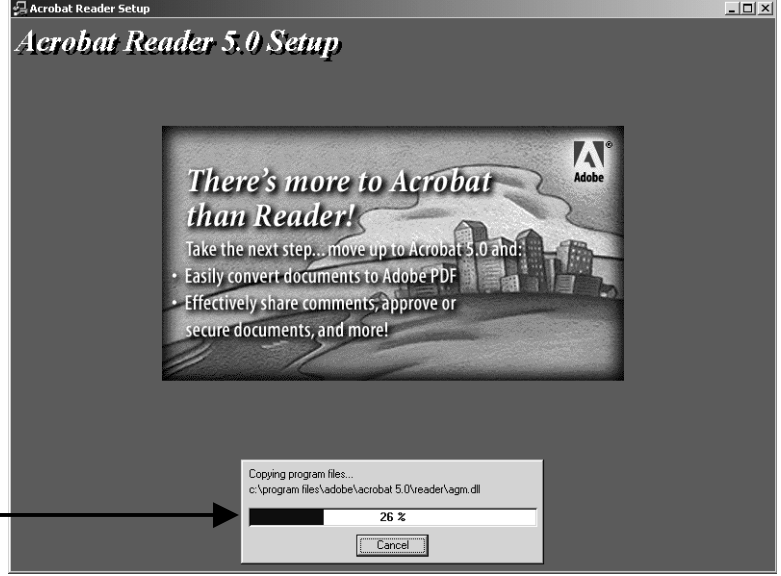 Acrobat Reader Setup
Acrobat Reader 5.0 Setup
Adobe®
There's more to Acrobat
than Reader!
Take the next step... move up to Acrobat 5.0 and:
• Easily convert documents to Adobe PDF
• Effectively share comments, approve or
secure documents, and more!
Copying program files...
c:\program files\adobe\acrobat 5.0\reader\agm.dll
26 %
Cancel